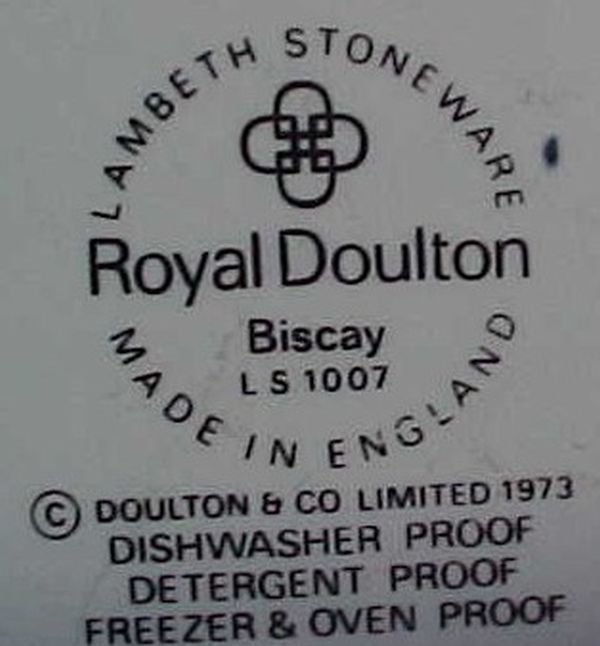 LAMBETH STONEWARE
Royal Doulton
Biscay
LS 1007
MADE IN ENGLAND
© DOULTON & CO LIMITED 1973
DISHWASHER PROOF
DETERGENT PROOF
FREEZER & OVEN PROOF